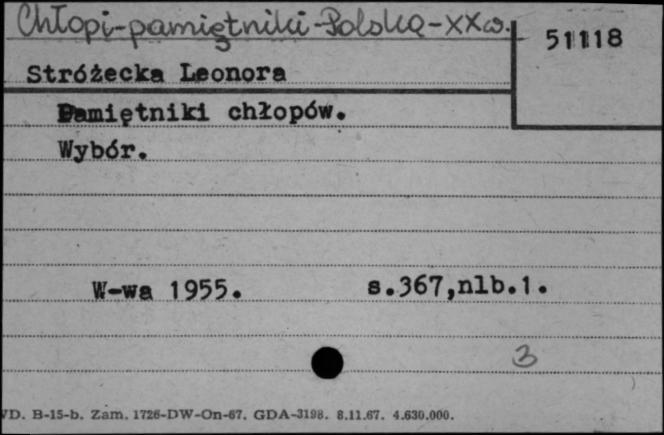 Chłopi-pamiętniki-Polska-XXw.
51118
Stróżecka Leonora
Pamiętniki chłopów.
Wybór.
W-wa 1955. s.367,nlb.1.
3
VD. B-15-b. Zam. 1726-DW-On-67. GDA-3198. 8.11.67. 4.630.000.